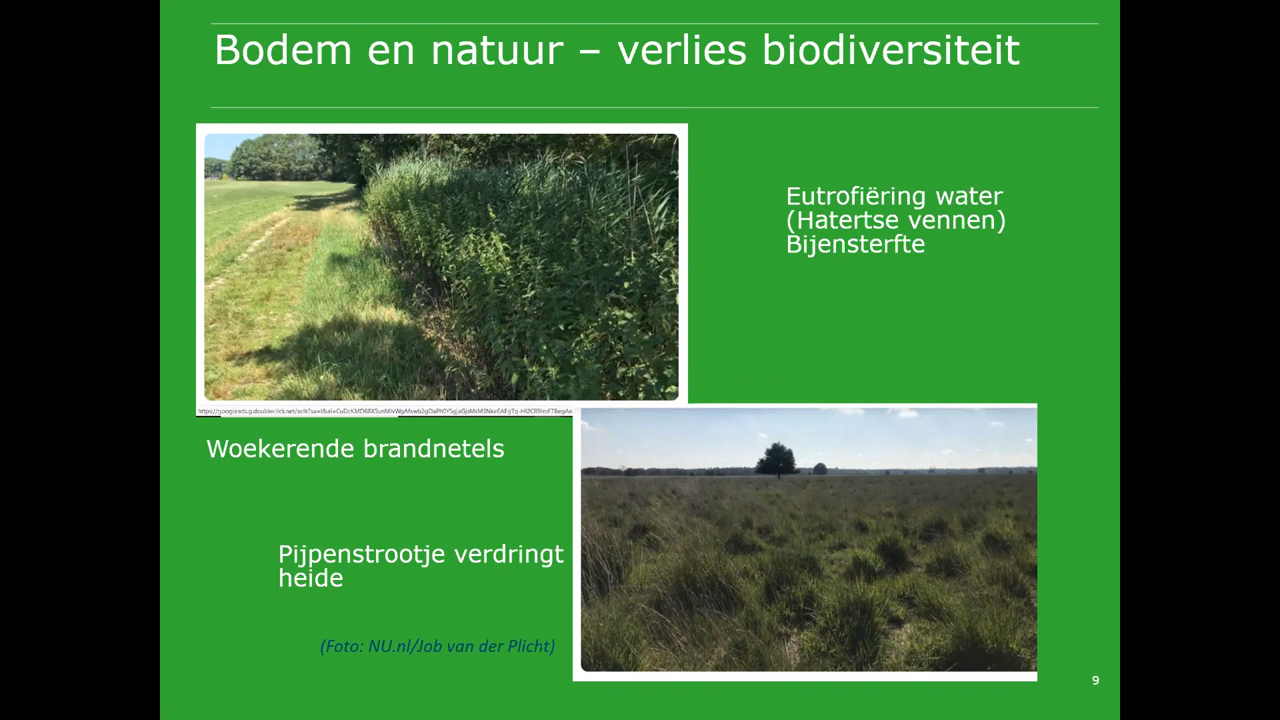 Bodem en natuur – verlies biodiversiteit
Eutrofiëring water
(Hatertse vennen)
Bijensterfte
Woekerende brandnetels
Pijpenstrootje verdringt
heide
(Foto: NU.nl/Job van der Plicht)
9